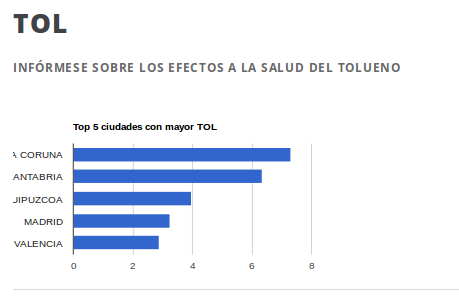 TOL
INFÓRMESE SOBRE LOS EFECTOS A LA SALUD DEL TOLUENO
Top 5 ciudades con mayor TOL
A CORUNA
ANTABRIA
UIPUZCOA
MADRID
VALENCIA
0 2 4 6 8